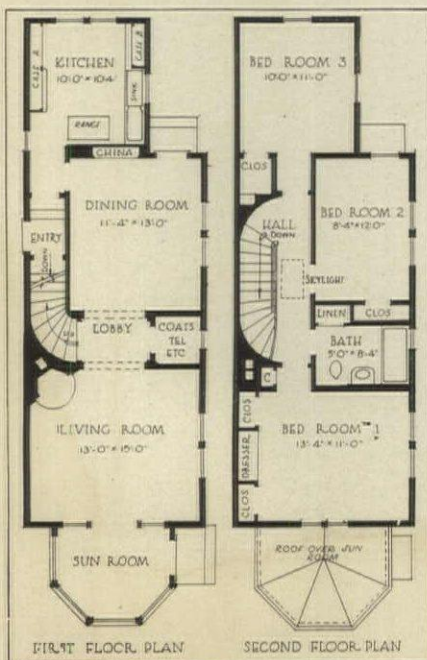 KITCHEN
10'-0" × 10'-4"
CASE B
CASE A
SINK
RANGE
CHINA
DINING ROOM
11'-4" × 13'-0"
ENTRY
DOWN
UP
LOBBY
COATS
TEL
ETC
LIVING ROOM
13'-0" × 15'-0"
SUN ROOM
FIRST FLOOR PLAN
BED ROOM 3
10'-0" × 11'-0"
CLOS
HALL
DOWN
BED ROOM 2
8'-4" × 12'-0"
SKYLIGHT
LINEN
CLOS
BATH
5'-0" × 8'-4"
C
CLOS
BED ROOM 1
13'-4" × 11'-0"
DRESSER
CLOS
ROOF OVER SUN
ROOM
SECOND FLOOR PLAN